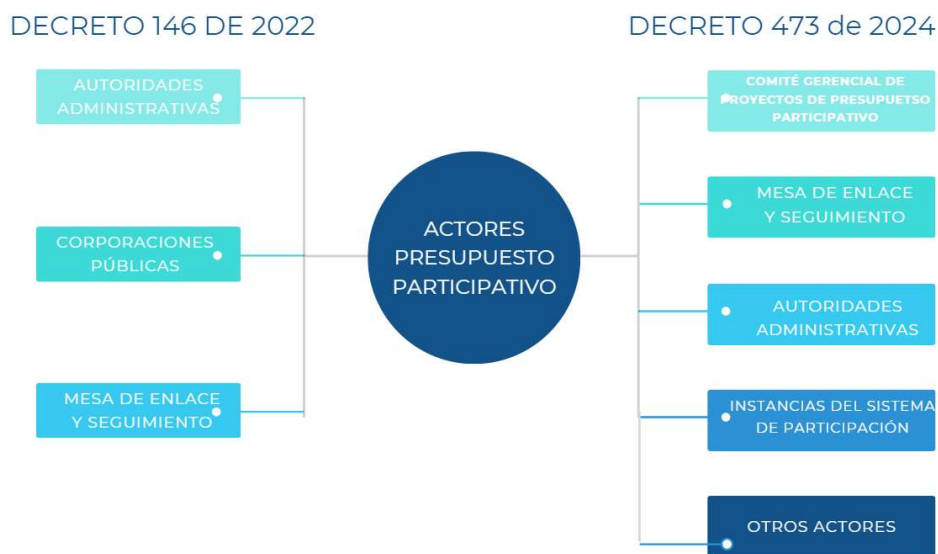 DECRETO 146 DE 2022
AUTORIDADES
ADMINISTRATIVAS
CORPORACIONES
PÚBLICAS
MESA DE ENLACE
Y SEGUIMIENTO
ACTORES
PRESUPUESTO
PARTICIPATIVO
DECRETO 473 de 2024
COMITÉ GERENCIAL DE
PROYECTOS DE PRESUPUETSO
PARTICIPATIVO
MESA DE ENLACE
Y SEGUIMIENTO
AUTORIDADES
ADMINISTRATIVAS
INSTANCIAS DEL SISTEMA
DE PARTICIPACIÓN
OTROS ACTORES